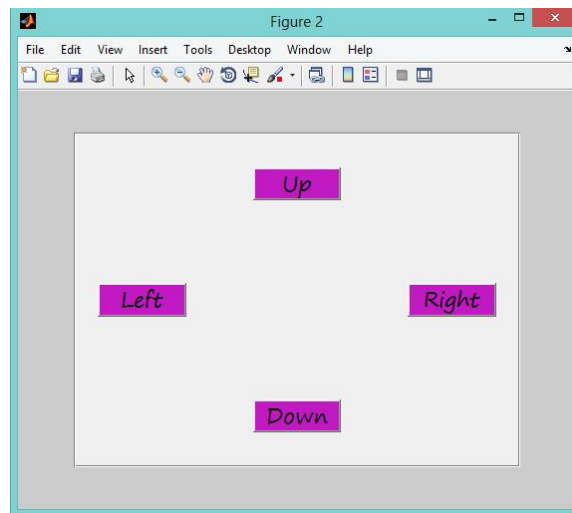 Figure 2
File Edit View Insert Tools Desktop Window Help
Up
Left Right
Down